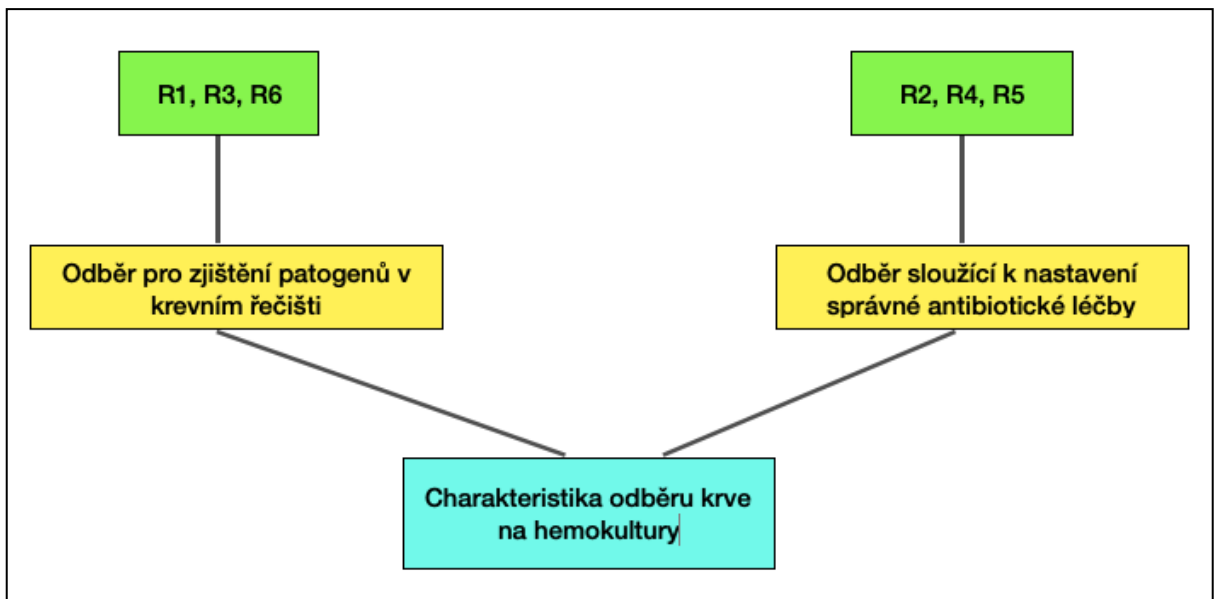 R1, R3, R6
R2, R4, R5
Odběr pro zjištění patogenů v
krevním řečišti
Odběr sloužící k nastavení
správné antibiotické léčby
Charakteristika odběru krve
na hemokultury